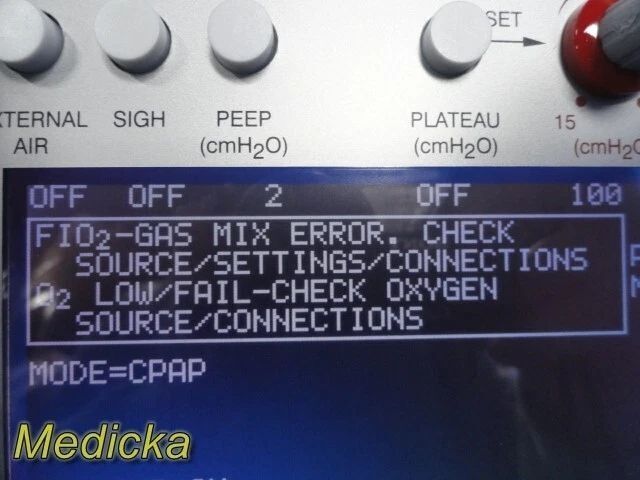 SET
XTERNAL AIR SIGH PEEP (cmH2O) PLATEAU (cmH2O) 15
OFF OFF 2 OFF 100
FIO2-GAS MIX ERROR. CHECK
SOURCE/SETTINGS/CONNECTIONS
O2 LOW/FAIL-CHECK OXYGEN
SOURCE/CONNECTIONS
MODE=CPAP
Medicka